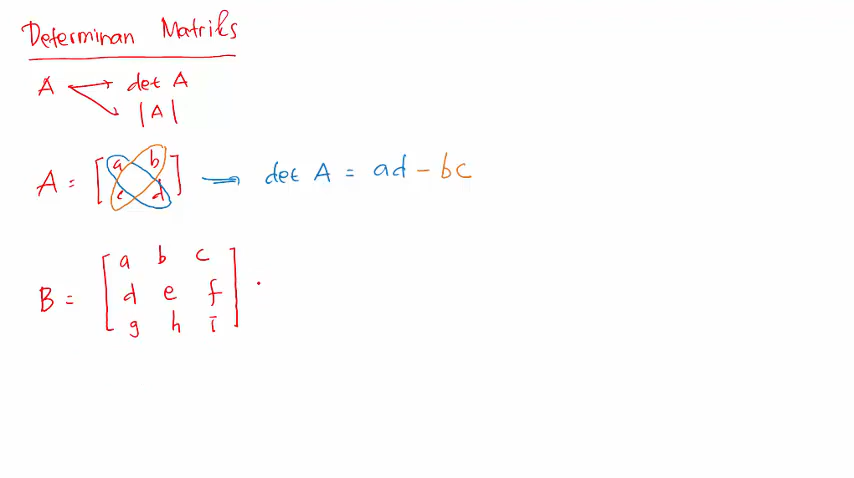 Determinan Matriks
A → det A
|A|
A = [a b
c d] → det A = ad - bc
B = [a b c
d e f
g h i]